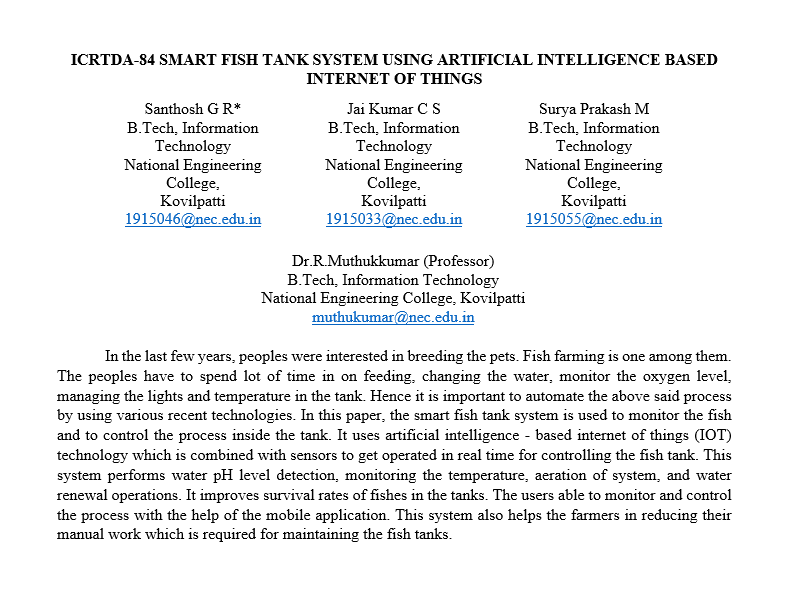 ICRTDA-84 SMART FISH TANK SYSTEM USING ARTIFICIAL INTELLIGENCE BASED
INTERNET OF THINGS
Santhosh G R*
B.Tech, Information
Technology
National Engineering
College,
Kovilpatti
1915046@nec.edu.in
Jai Kumar C S
B.Tech, Information
Technology
National Engineering
College,
Kovilpatti
1915033@nec.edu.in
Surya Prakash M
B.Tech, Information
Technology
National Engineering
College,
Kovilpatti
1915055@nec.edu.in
Dr.R.Muthukkumar (Professor)
B.Tech, Information Technology
National Engineering College, Kovilpatti
muthukumar@nec.edu.in
In the last few years, peoples were interested in breeding the pets. Fish farming is one among them.
The peoples have to spend lot of time in on feeding, changing the water, monitor the oxygen level,
managing the lights and temperature in the tank. Hence it is important to automate the above said process
by using various recent technologies. In this paper, the smart fish tank system is used to monitor the fish
and to control the process inside the tank. It uses artificial intelligence - based internet of things (IOT)
technology which is combined with sensors to get operated in real time for controlling the fish tank. This
system performs water pH level detection, monitoring the temperature, aeration of system, and water
renewal operations. It improves survival rates of fishes in the tanks. The users able to monitor and control
the process with the help of the mobile application. This system also helps the farmers in reducing their
manual work which is required for maintaining the fish tanks.